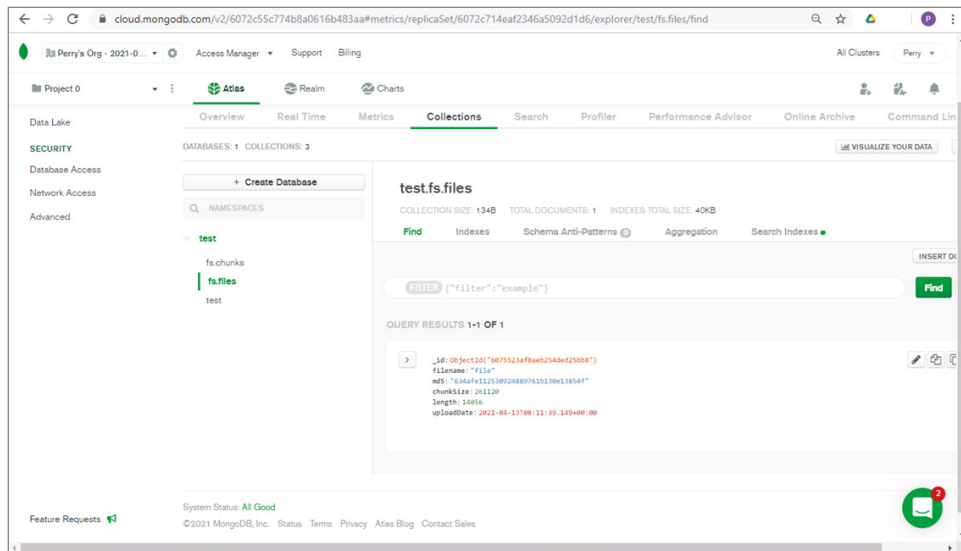 cloud.mongodb.com/v2/6072c55c774b8a0616b483aa#metrics/replicaSet/6072c714eaf2346a5092d1d6/explorer/test/fs.files/find
P
Perry's Org - 2021-0... Access Manager Support Billing All Clusters Perry
Project 0 Atlas Realm Charts
Data Lake
SECURITY
Database Access
Network Access
Advanced
Feature Requests
Overview Real Time Metrics Collections Search Profiler Performance Advisor Online Archive Command Lin
DATABASES: 1 COLLECTIONS: 3 VISUALIZE YOUR DATA
+ Create Database
NAMESPACES
test
fs.chunks
fs.files
test
test.fs.files
COLLECTION SIZE: 134B TOTAL DOCUMENTS: 1 INDEXES TOTAL SIZE: 40KB
Find Indexes Schema Anti-Patterns 0 Aggregation Search Indexes
INSERT DO
FILTER {"filter":"example"} Find
QUERY RESULTS 1-1 OF 1
_id: ObjectId("6075523af8aeb254ded25bb8")
filename: "file"
md5: "634afe112530924889761b130e13854f"
chunkSize: 261120
length: 14056
uploadDate: 2021-04-13T08:11:39.149+00:00
System Status: All Good
©2021 MongoDB, Inc. Status Terms Privacy Atlas Blog Contact Sales
2